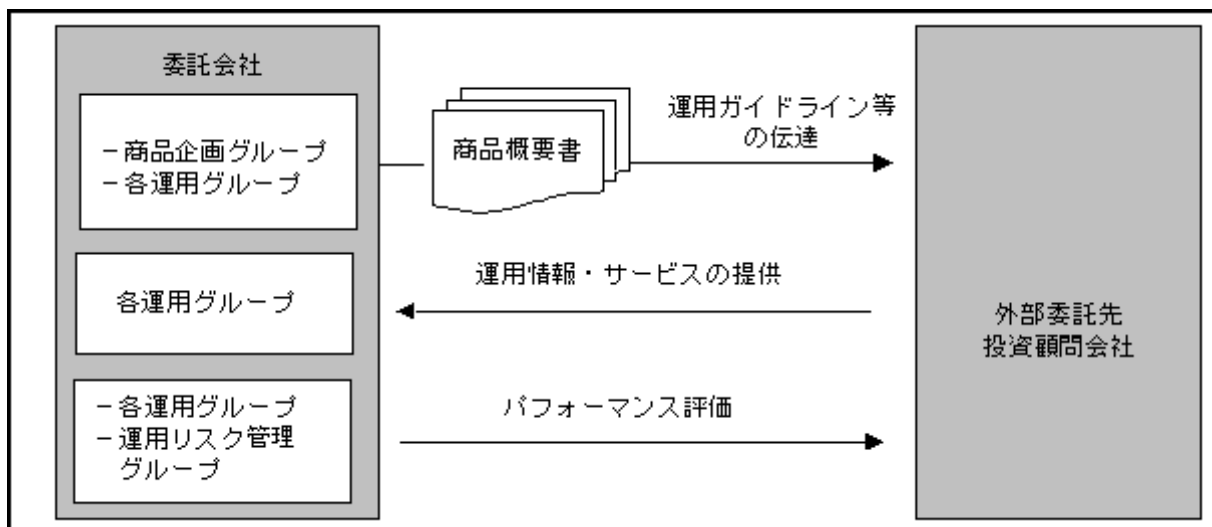 委託会社
－商品企画グループ
－各運用グループ
商品概要書
運用ガイドライン等
の伝達
各運用グループ
運用情報・サービスの提供
外部委託先
投資顧問会社
－各運用グループ
－運用リスク管理
グループ
パフォーマンス評価